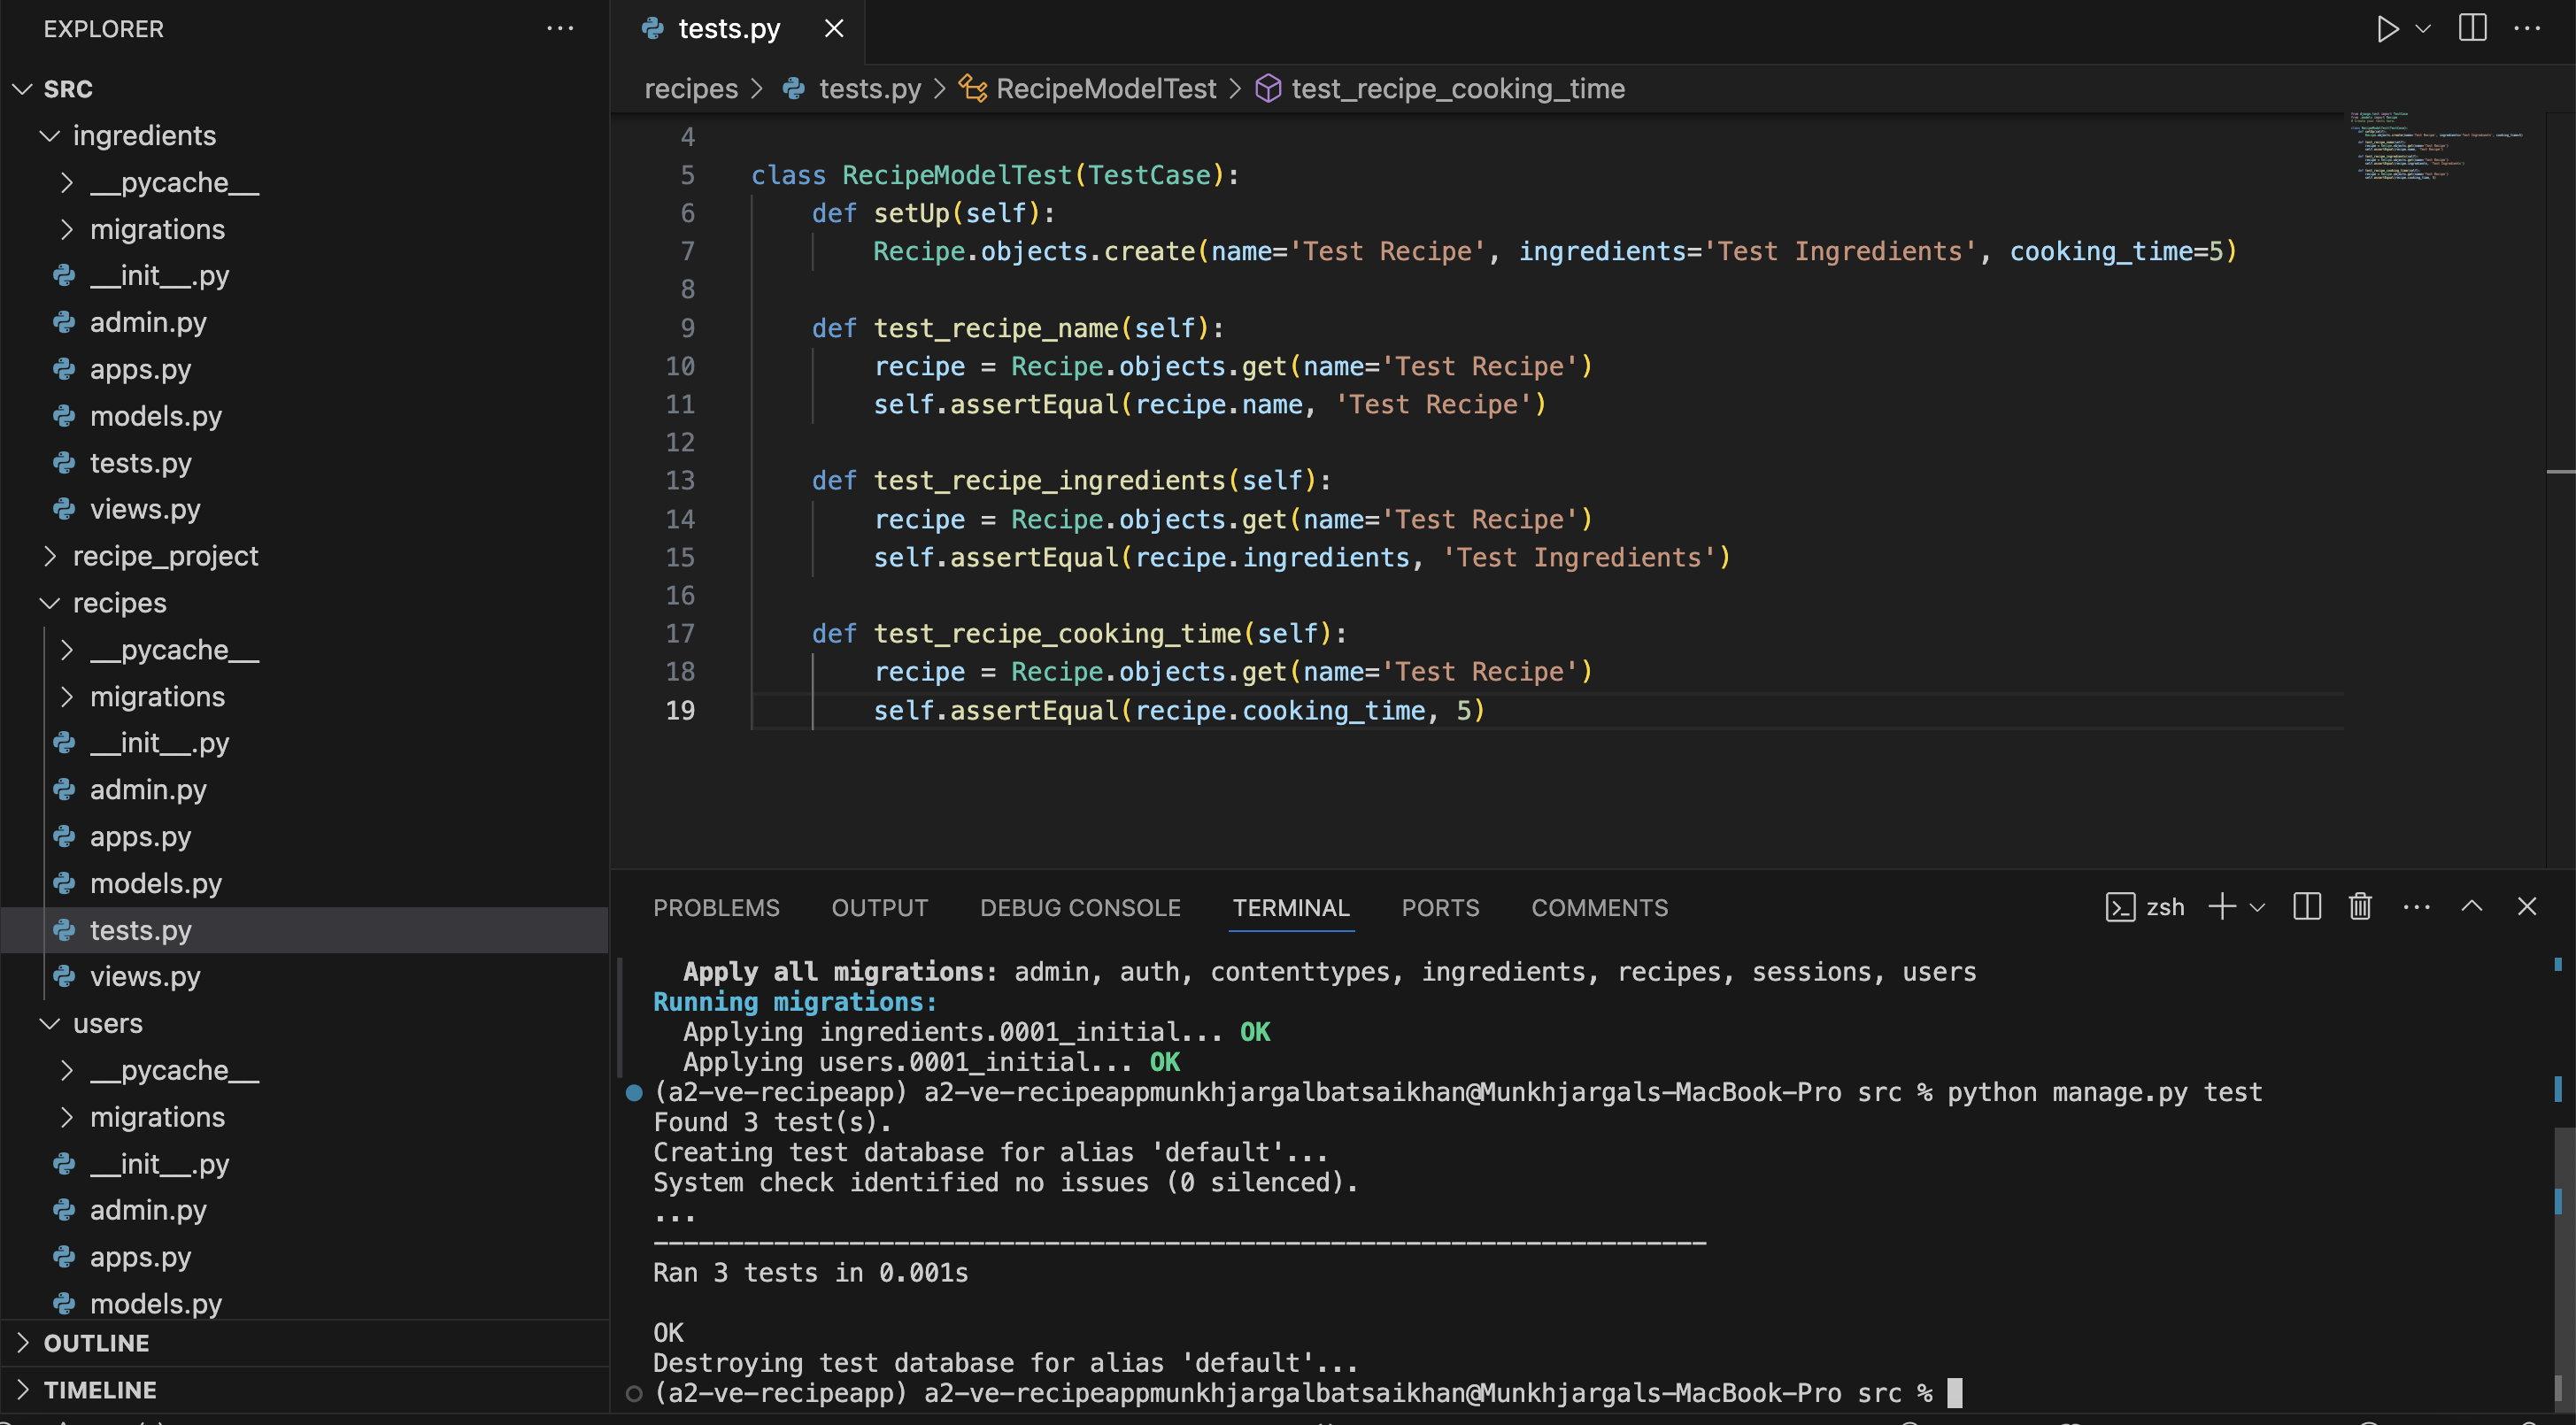 EXPLORER
SRC
ingredients
__pycache__
migrations
__init__.py
admin.py
apps.py
models.py
tests.py
views.py
recipe_project
recipes
__pycache__
migrations
__init__.py
admin.py
apps.py
models.py
tests.py
views.py
users
__pycache__
migrations
__init__.py
admin.py
apps.py
models.py
OUTLINE
TIMELINE
tests.py
recipes > tests.py > RecipeModelTest > test_recipe_cooking_time
4
5 class RecipeModelTest(TestCase):
6 def setUp(self):
7 Recipe.objects.create(name='Test Recipe', ingredients='Test Ingredients', cooking_time=5)
8
9 def test_recipe_name(self):
10 recipe = Recipe.objects.get(name='Test Recipe')
11 self.assertEqual(recipe.name, 'Test Recipe')
12
13 def test_recipe_ingredients(self):
14 recipe = Recipe.objects.get(name='Test Recipe')
15 self.assertEqual(recipe.ingredients, 'Test Ingredients')
16
17 def test_recipe_cooking_time(self):
18 recipe = Recipe.objects.get(name='Test Recipe')
19 self.assertEqual(recipe.cooking_time, 5)
PROBLEMS OUTPUT DEBUG CONSOLE TERMINAL PORTS COMMENTS zsh
Apply all migrations: admin, auth, contenttypes, ingredients, recipes, sessions, users
Running migrations:
Applying ingredients.0001_initial... OK
Applying users.0001_initial... OK
(a2-ve-recipeapp) a2-ve-recipeappmunkhjargalbatsaikhan@Munkhjargals-MacBook-Pro src % python manage.py test
Found 3 test(s).
Creating test database for alias 'default'...
System check identified no issues (0 silenced).
...
----------------------------------------------------------------------
Ran 3 tests in 0.001s
OK
Destroying test database for alias 'default'...
(a2-ve-recipeapp) a2-ve-recipeappmunkhjargalbatsaikhan@Munkhjargals-MacBook-Pro src %